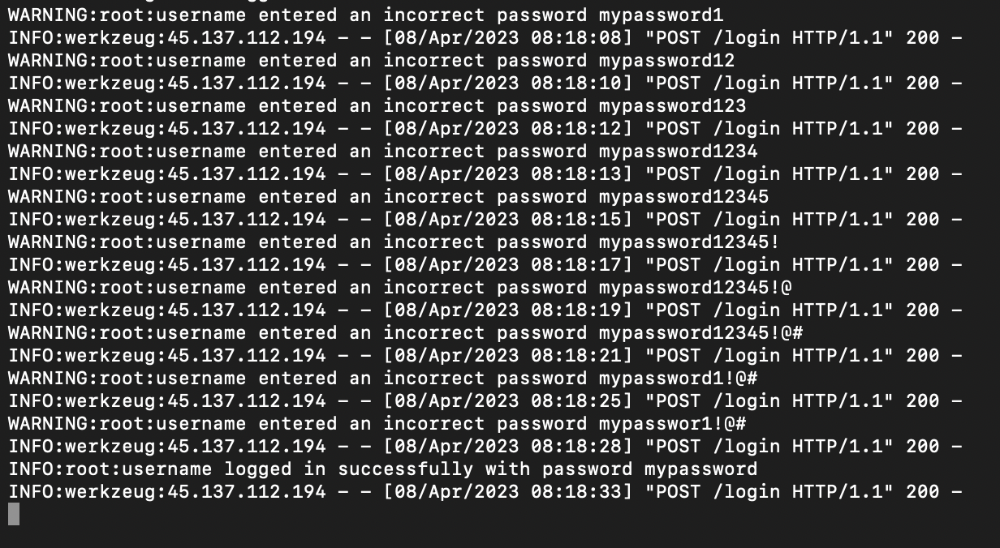 WARNING:root:username entered an incorrect password mypassword1
INFO:werkzeug:45.137.112.194 - - [08/Apr/2023 08:18:08] "POST /login HTTP/1.1" 200 -
WARNING:root:username entered an incorrect password mypassword12
INFO:werkzeug:45.137.112.194 - - [08/Apr/2023 08:18:10] "POST /login HTTP/1.1" 200 -
WARNING:root:username entered an incorrect password mypassword123
INFO:werkzeug:45.137.112.194 - - [08/Apr/2023 08:18:12] "POST /login HTTP/1.1" 200 -
WARNING:root:username entered an incorrect password mypassword1234
INFO:werkzeug:45.137.112.194 - - [08/Apr/2023 08:18:13] "POST /login HTTP/1.1" 200 -
WARNING:root:username entered an incorrect password mypassword12345
INFO:werkzeug:45.137.112.194 - - [08/Apr/2023 08:18:15] "POST /login HTTP/1.1" 200 -
WARNING:root:username entered an incorrect password mypassword12345!
INFO:werkzeug:45.137.112.194 - - [08/Apr/2023 08:18:17] "POST /login HTTP/1.1" 200 -
WARNING:root:username entered an incorrect password mypassword12345!@
INFO:werkzeug:45.137.112.194 - - [08/Apr/2023 08:18:19] "POST /login HTTP/1.1" 200 -
WARNING:root:username entered an incorrect password mypassword12345!@#
INFO:werkzeug:45.137.112.194 - - [08/Apr/2023 08:18:21] "POST /login HTTP/1.1" 200 -
WARNING:root:username entered an incorrect password mypassword1!@#
INFO:werkzeug:45.137.112.194 - - [08/Apr/2023 08:18:25] "POST /login HTTP/1.1" 200 -
WARNING:root:username entered an incorrect password mypasswor1!@#
INFO:werkzeug:45.137.112.194 - - [08/Apr/2023 08:18:28] "POST /login HTTP/1.1" 200 -
INFO:root:username logged in successfully with password mypassword
INFO:werkzeug:45.137.112.194 - - [08/Apr/2023 08:18:33] "POST /login HTTP/1.1" 200 -